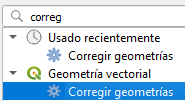 correg
Usado recientemente
Corregir geometrías
Geometría vectorial
Corregir geometrías